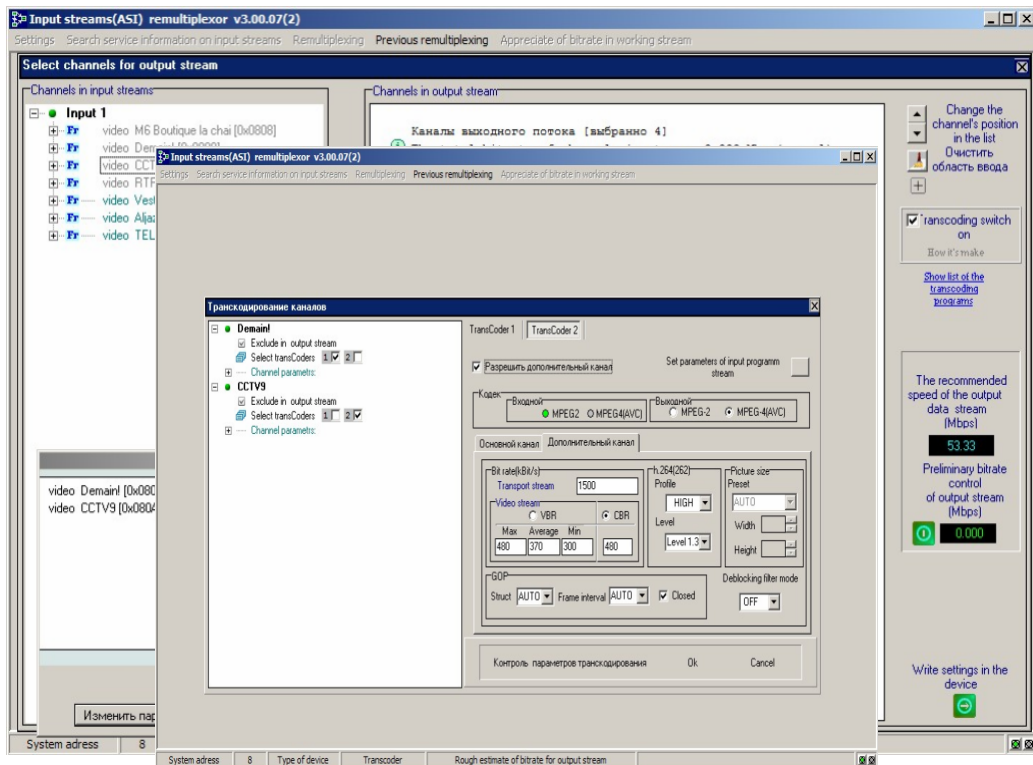 Input streams(ASI) remultiplexor v3.00.07(2)
Settings Search service information on input streams Remultiplexing Previous remultiplexing Appreciate of bitrate in working stream
Select channels for output stream
Channels in input streams
Input 1
Fr video M6 Boutique la chai [0x0808]
Fr video
Fr video CCT
Fr video RTP
Fr video Vest
Fr video Aljaz
Fr video TEL
Channels in output stream
Каналы выходного потока [выбранно 4]
Change the channel's position in the list
Очистить область ввода
Transcoding switch on
How it's make
Show list of the transcoding programs
The recommended speed of the output data stream (Mbps)
53.33
Preliminary bitrate control of output stream (Mbps)
0.000
Write settings in the device
video Demain! [0x080
video CCTV9 [0x080A
Изменить пар
System adress 8
Input streams(ASI) remultiplexor v3.00.07(2)
Settings Search service information on input streams Remultiplexing Previous remultiplexing Appreciate of bitrate in working stream
Транскодирование каналов
Demain!
Exclude in output stream
Select transCoders 1 2
Channel parametrs:
CCTV9
Exclude in output stream
Select transCoders 1 2
Channel parametrs:
TransCoder 1 TransCoder 2
Разрешить дополнительный канал
Set parameters of input programm stream
Кодек
Входной
MPEG2 MPEG4(AVC)
Выходной
MPEG-2 MPEG-4(AVC)
Основной канал Дополнительный канал
Bit rate(kBit/s)
Transport stream 1500
Video stream
VBR CBR
Max Average Min
480 370 300 480
h.264(262)
Profile
HIGH
Level
Level 1.3
Picture size
Preset
AUTO
Width
Height
GOP
Struct AUTO Frame interval AUTO Closed
Deblocking filter mode
OFF
Контроль параметров транскодирования Ok Cancel
System adress 8 Type of device Transcoder Rough estimate of bitrate for output stream